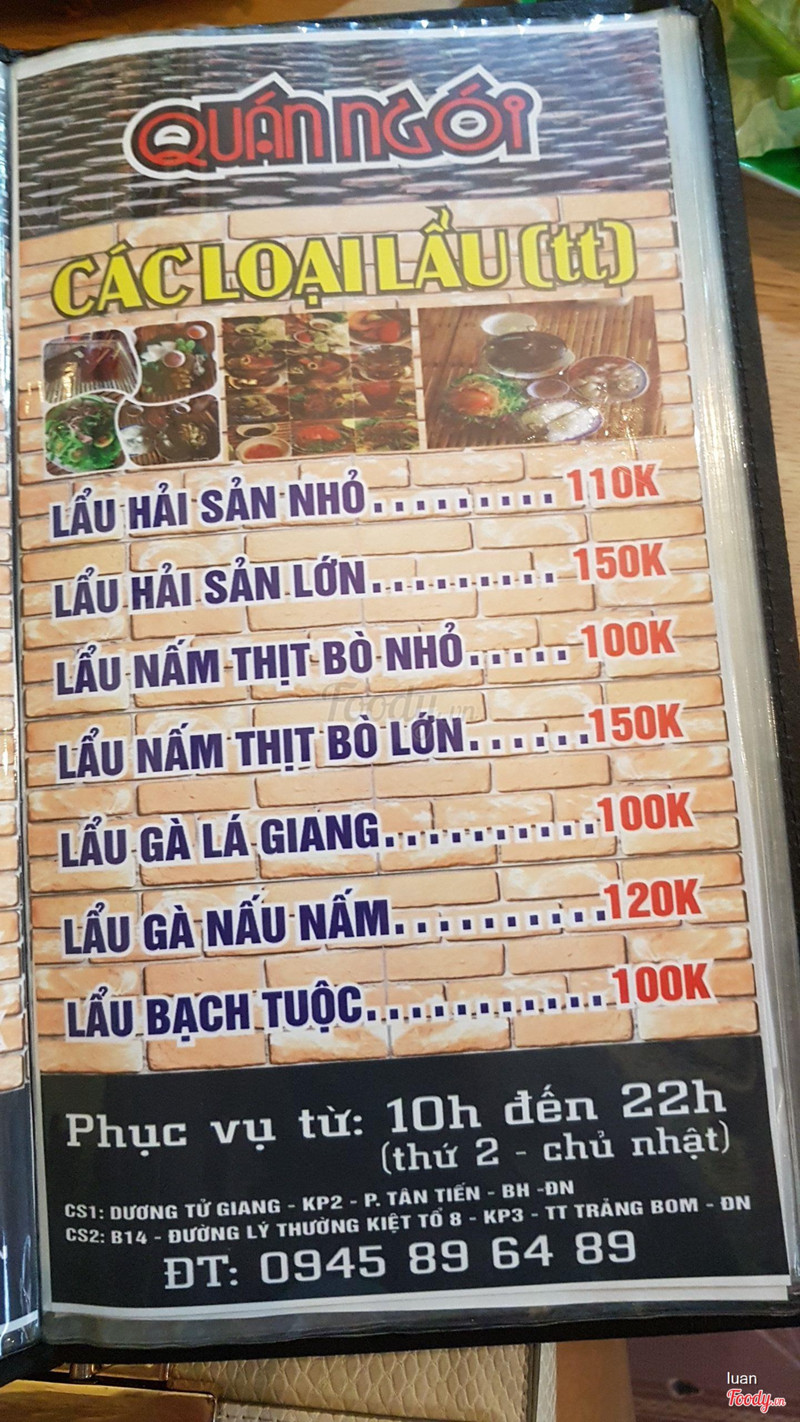 QUÁN NGÓI
CÁC LOẠI LẨU (tt)
LẨU HẢI SẢN NHỎ......... 110K
LẨU HẢI SẢN LỚN.......... 150K
LẨU NẤM THỊT BÒ NHỎ..... 100K
LẨU NẤM THỊT BÒ LỚN......150K
LẨU GÀ LÁ GIANG...........100K
LẨU GÀ NẤU NẤM...........120K
LẨU BẠCH TUỘC............100K
Foody.vn
Phục vụ từ: 10h đến 22h
(thứ 2 - chủ nhật)
CS1: DƯƠNG TỬ GIANG - KP2 - P. TÂN TIẾN - BH -ĐN
CS2: B14 - ĐƯỜNG LÝ THƯỜNG KIỆT TỔ 8 - KP3 - TT TRẢNG BOM - ĐN
ĐT: 0945 89 64 89
luan
Foody.vn